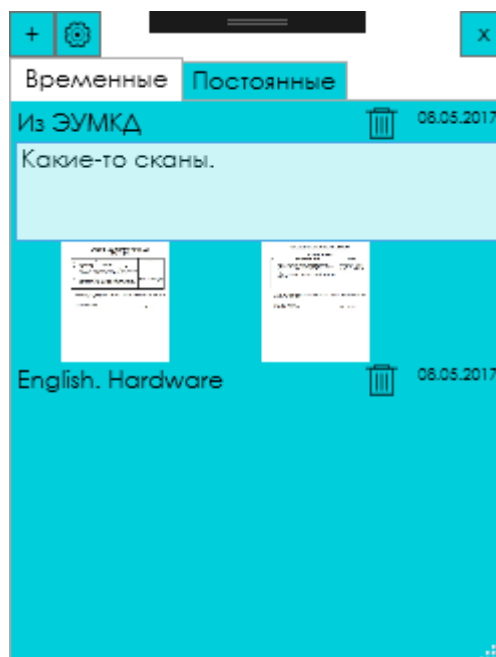 +
x
Временные Постоянные
Из ЭУМКД 08.05.2017
Какие-то сканы.
English. Hardware 08.05.2017